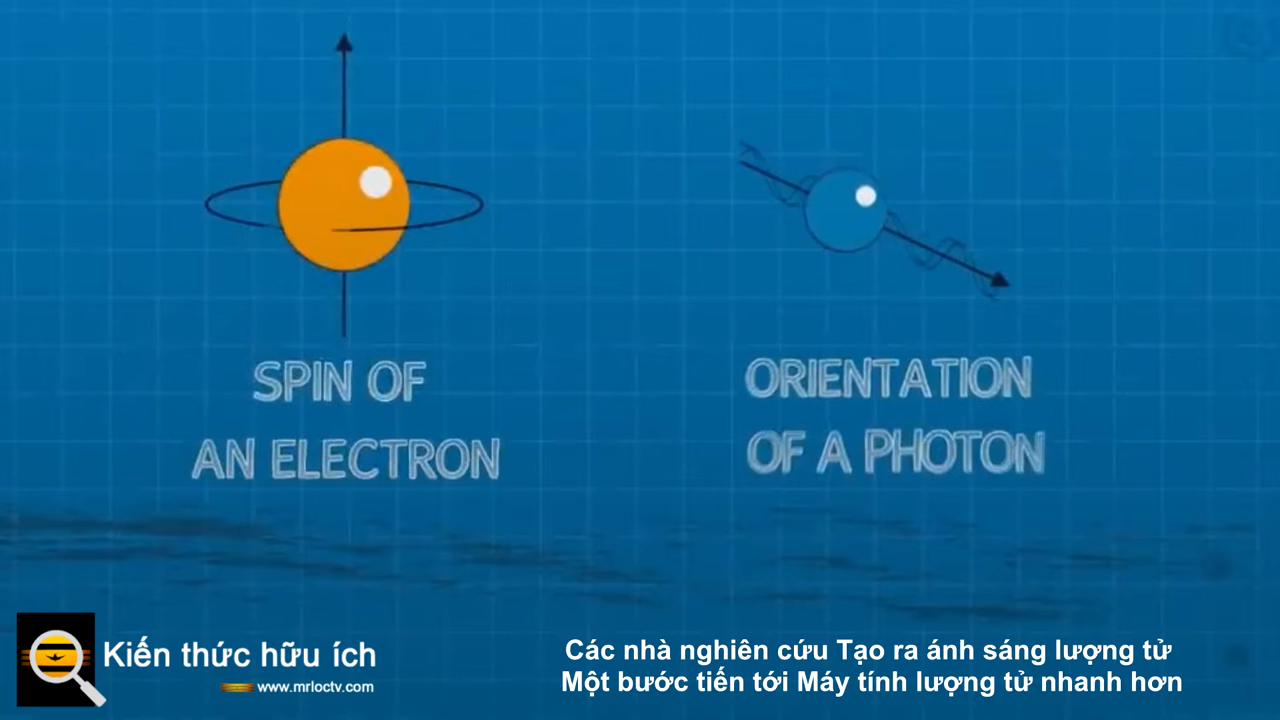 SPIN OF
AN ELECTRON
ORIENTATION
OF A PHOTON
Kiến thức hữu ích
www.mrloctv.com
Các nhà nghiên cứu Tạo ra ánh sáng lượng tử
Một bước tiến tới Máy tính lượng tử nhanh hơn